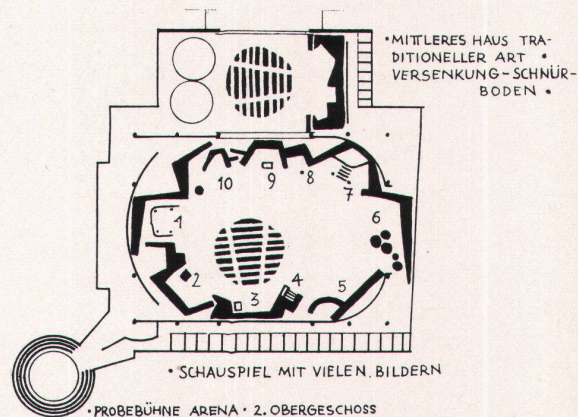 • MITTLERES HAUS TRA-
DITIONELLER ART •
VERSENKUNG-SCHNÜR-
BODEN •
10
9
8
7
1
6
2
3
4
5
• SCHAUSPIEL MIT VIELEN. BILDERN
• PROBEBÜHNE ARENA • 2. OBERGESCHOSS